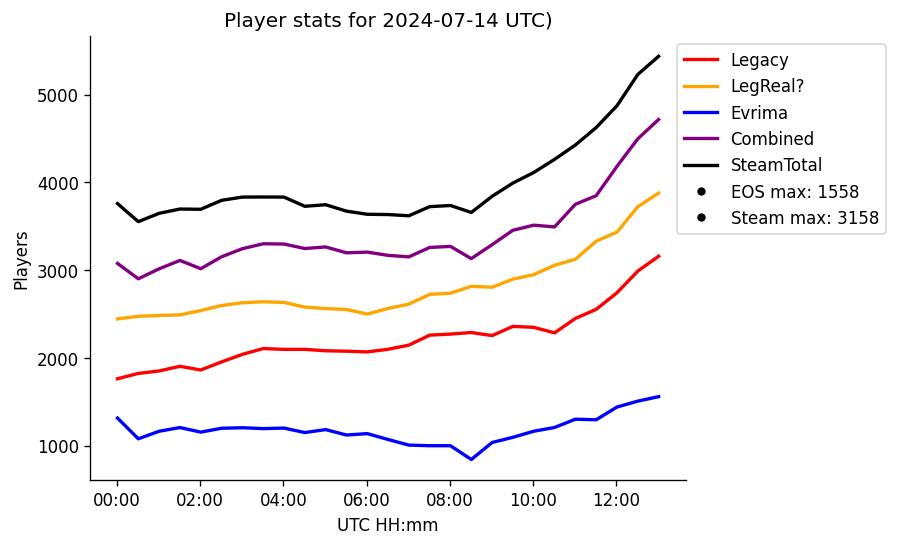 Player stats for 2024-07-14 UTC)
Players
5000
4000
3000
2000
1000
00:00 02:00 04:00 06:00 08:00 10:00 12:00
UTC HH:mm
Legacy
LegReal?
Evrima
Combined
SteamTotal
EOS max: 1558
Steam max: 3158